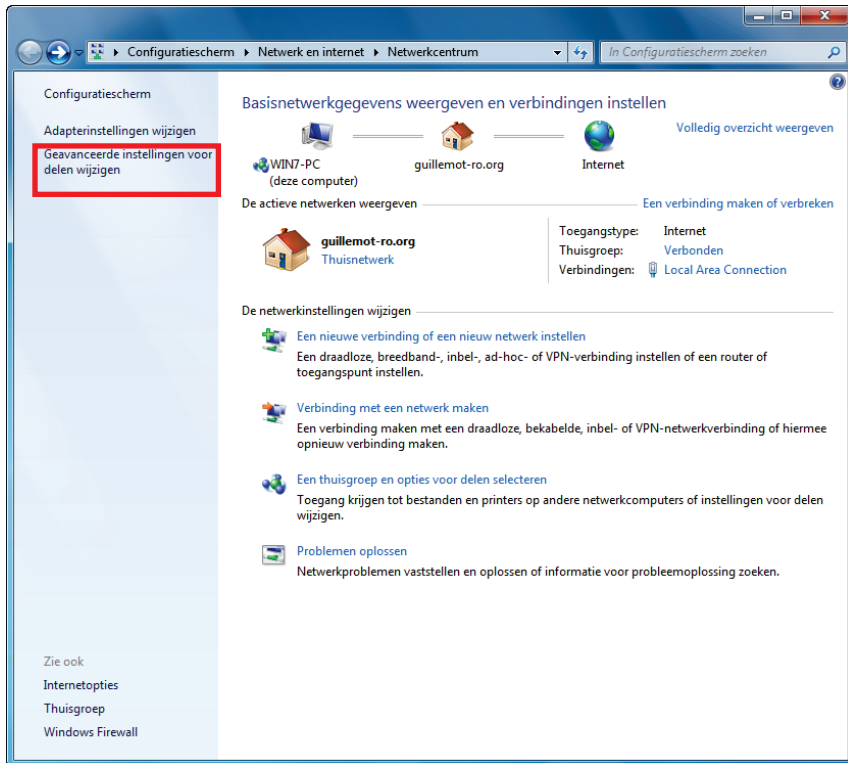 Configuratiescherm ▸ Netwerk en internet ▸ Netwerkcentrum
In Configuratiescherm zoeken
Configuratiescherm
Adapterinstellingen wijzigen
Geavanceerde instellingen voor
delen wijzigen
Zie ook
Internetopties
Thuisgroep
Windows Firewall
Basisnetwerkgegevens weergeven en verbindingen instellen
Volledig overzicht weergeven
WIN7-PC
(deze computer)
guillemot-ro.org
Internet
De actieve netwerken weergeven
Een verbinding maken of verbreken
guillemot-ro.org
Thuisnetwerk
Toegangstype: Internet
Thuisgroep: Verbonden
Verbindingen: Local Area Connection
De netwerkinstellingen wijzigen
Een nieuwe verbinding of een nieuw netwerk instellen
Een draadloze, breedband-, inbel-, ad-hoc- of VPN-verbinding instellen of een router of
toegangspunt instellen.
Verbinding met een netwerk maken
Een verbinding maken met een draadloze, bekabelde, inbel- of VPN-netwerkverbinding of hiermee
opnieuw verbinding maken.
Een thuisgroep en opties voor delen selecteren
Toegang krijgen tot bestanden en printers op andere netwerkcomputers of instellingen voor delen
wijzigen.
Problemen oplossen
Netwerkproblemen vaststellen en oplossen of informatie voor probleemoplossing zoeken.